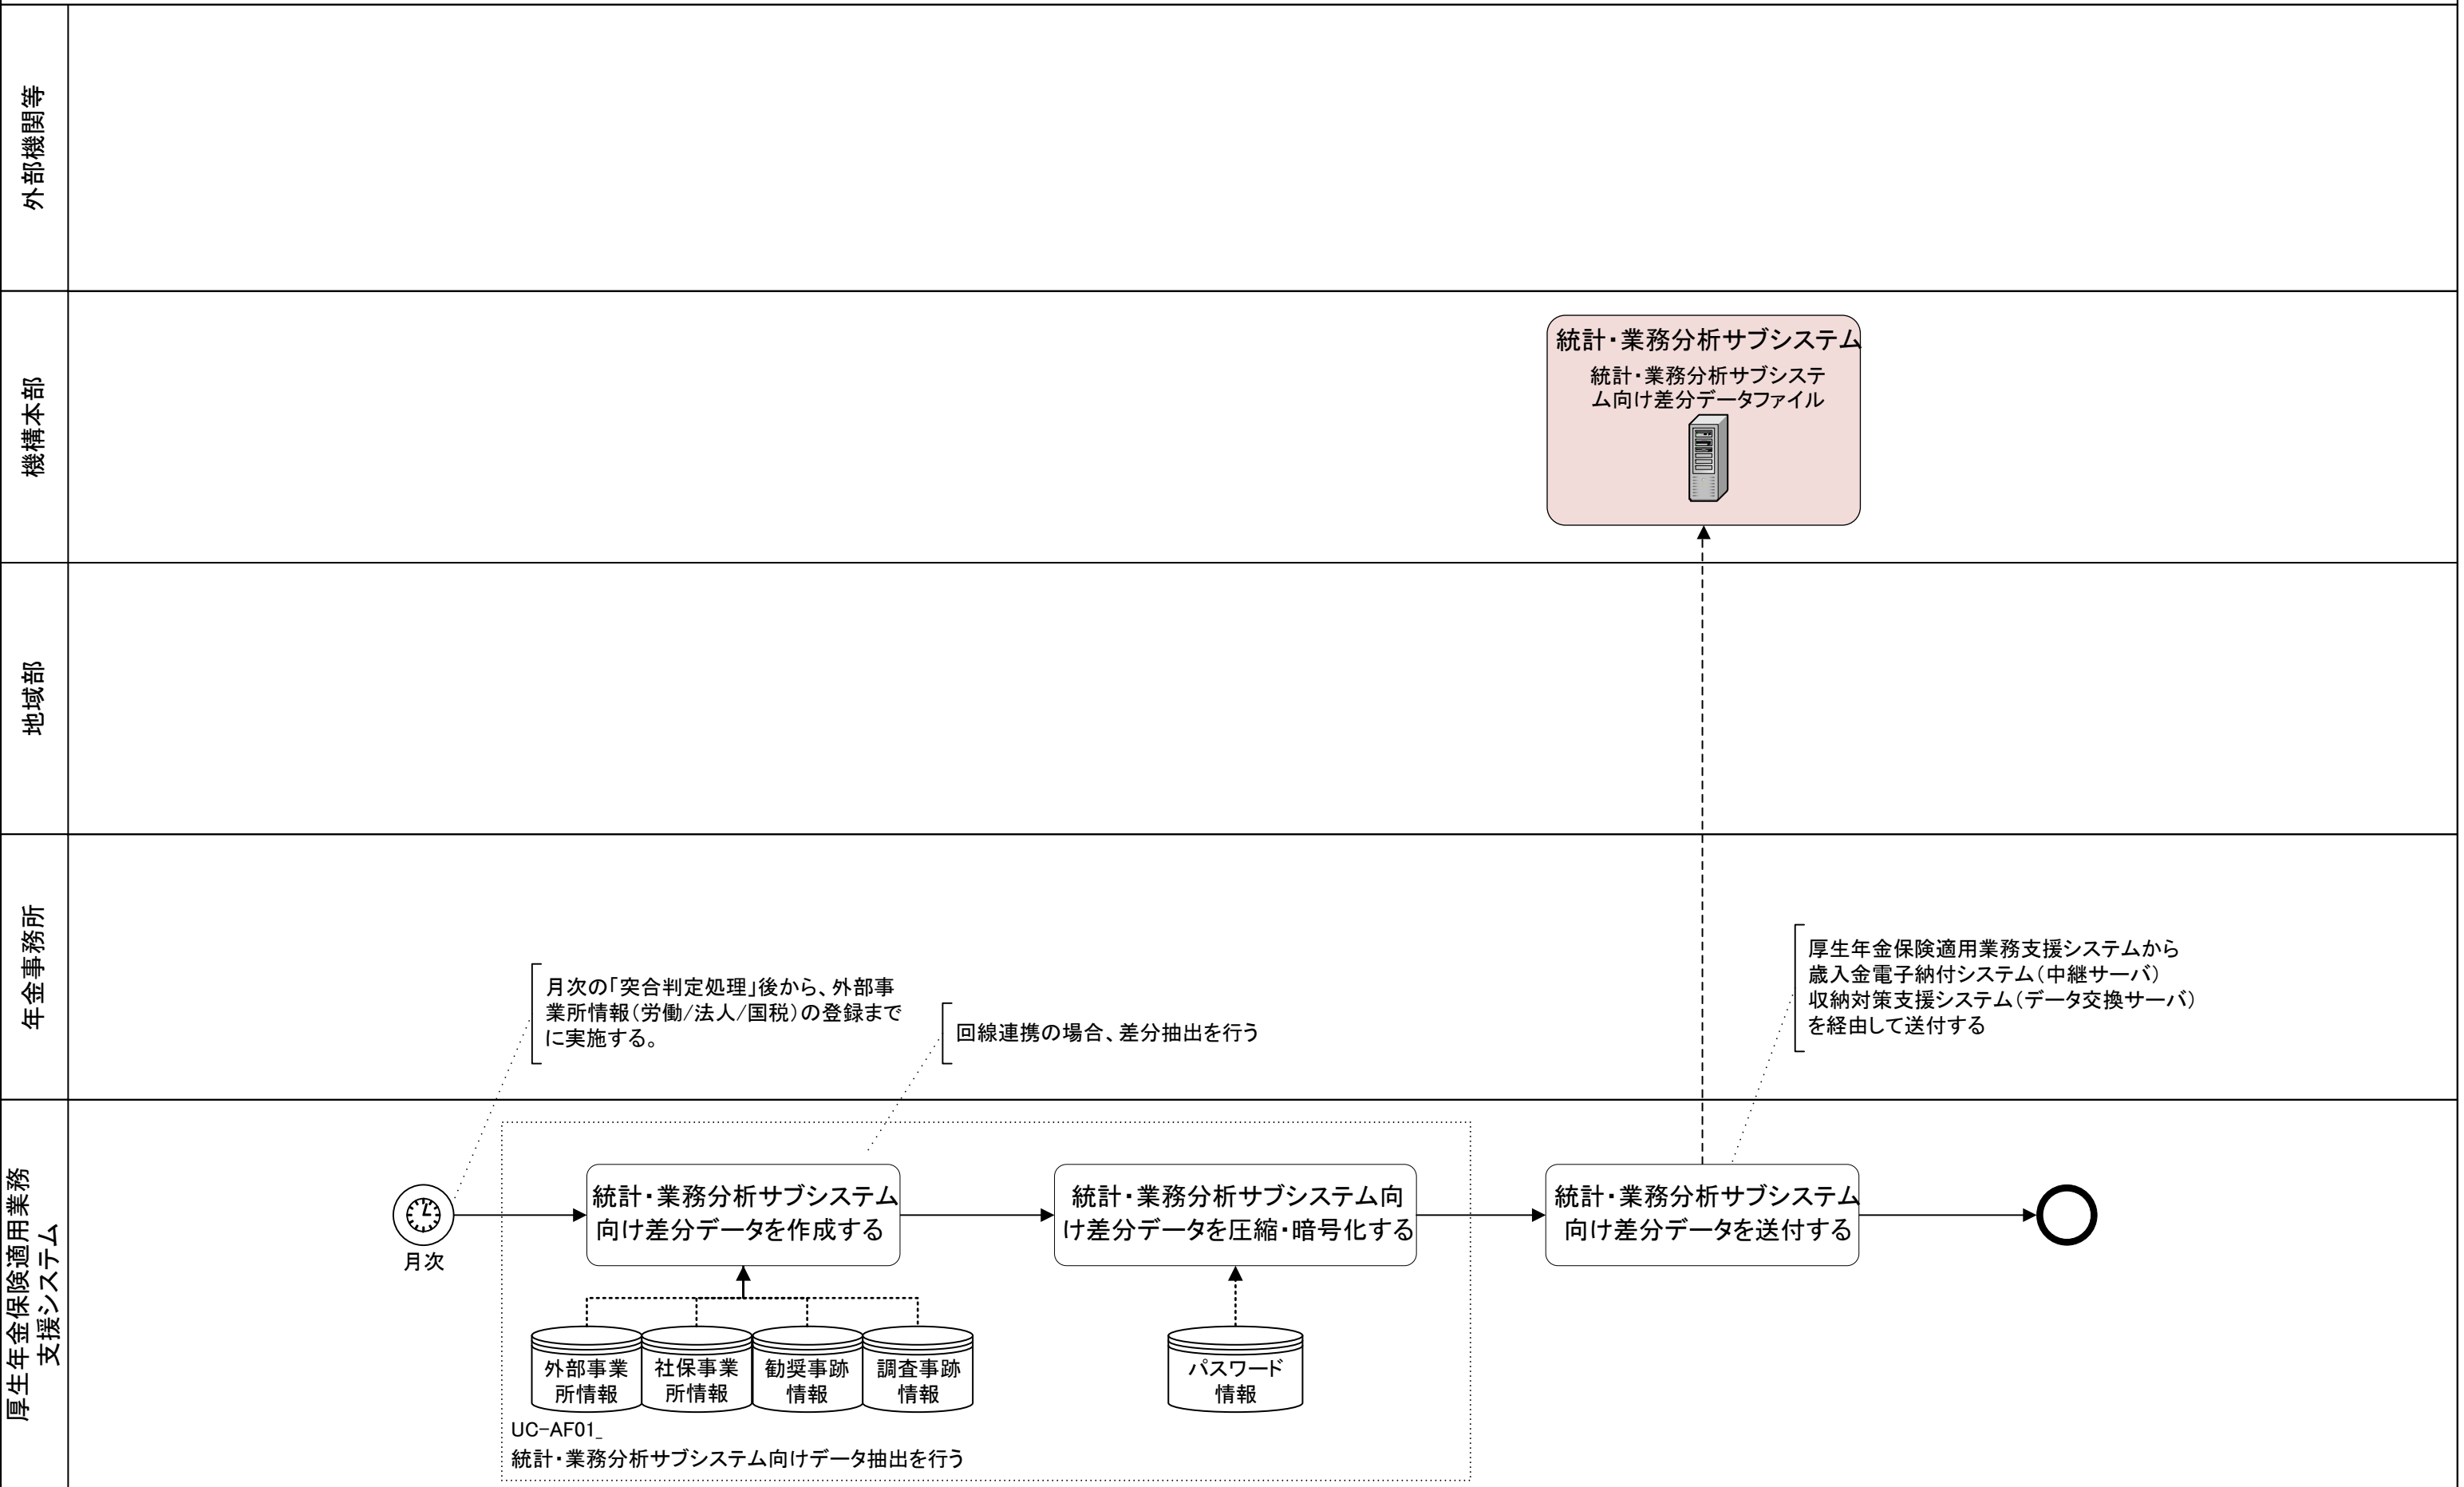 外部機関等
機構本部
統計・業務分析サブシステム
統計・業務分析サブシステ
ム向け差分データファイル
地域部
年金事務所
月次の「突合判定処理」後から、外部事
業所情報(労働/法人/国税)の登録まで
に実施する。
回線連携の場合、差分抽出を行う
厚生年金保険適用業務支援システムから
歳入金電子納付システム(中継サーバ)
収納対策支援システム(データ交換サーバ)
を経由して送付する
厚生年金保険適用業務
支援システム
月次
統計・業務分析サブシステム
向け差分データを作成する
統計・業務分析サブシステム向
け差分データを圧縮・暗号化する
統計・業務分析サブシステム
向け差分データを送付する
外部事業
所情報
社保事業
所情報
勧奨事跡
情報
調査事跡
情報
パスワード
情報
UC-AF01_
統計・業務分析サブシステム向けデータ抽出を行う